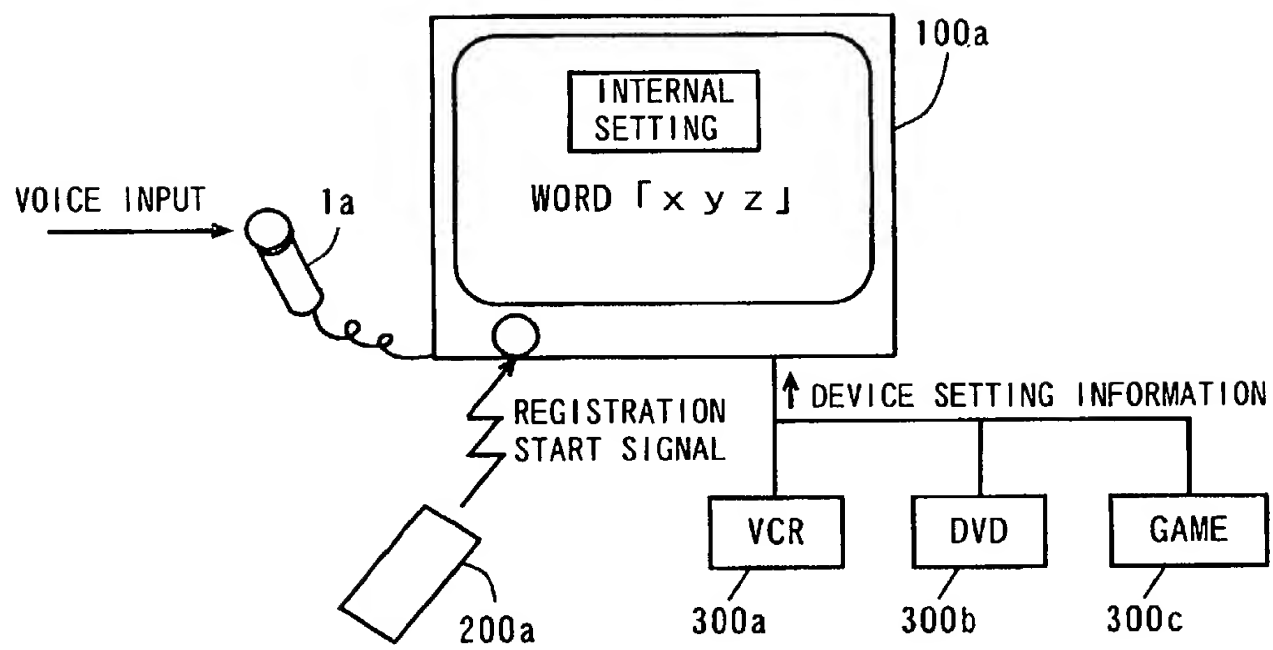 100a
INTERNAL
SETTING
WORD「x y z」
VOICE INPUT
1a
DEVICE SETTING INFORMATION
REGISTRATION
START SIGNAL
VCR
DVD
GAME
200a
300a
300b
300c